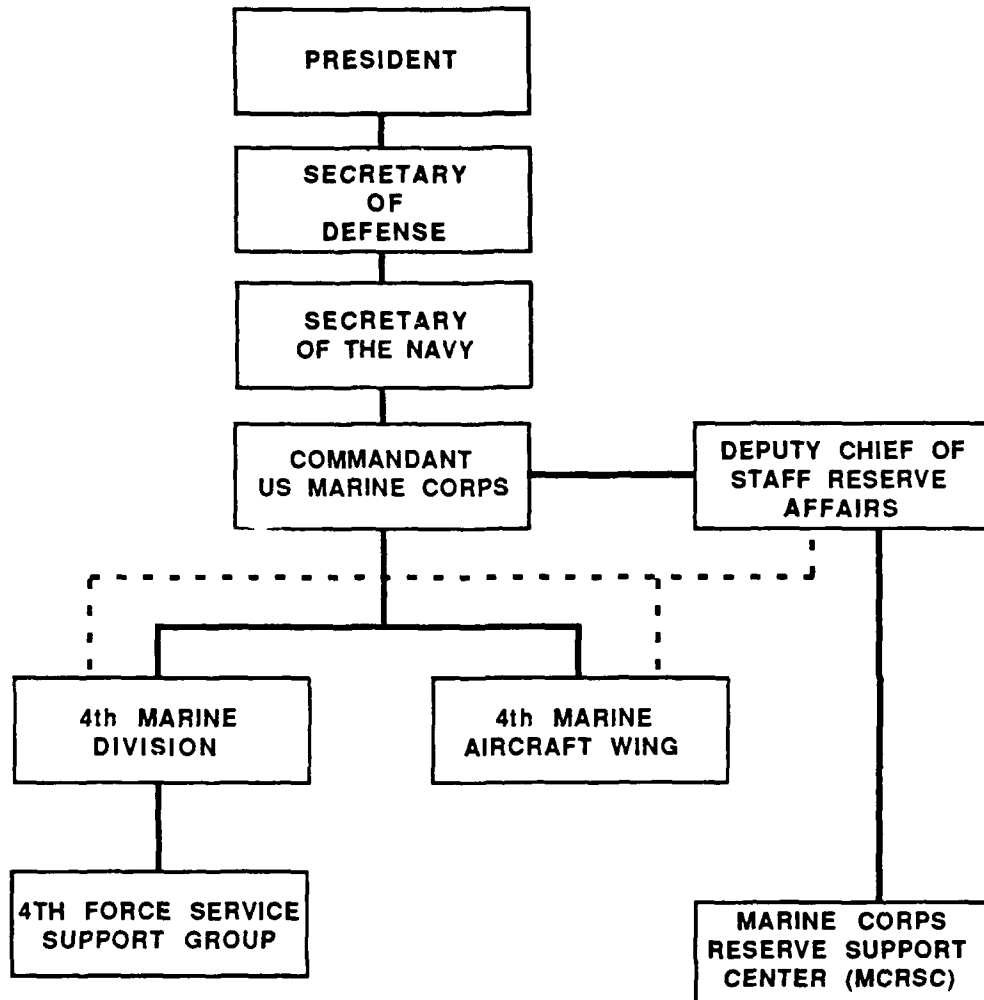 PRESIDENT
SECRETARY
OF
DEFENSE
SECRETARY
OF THE NAVY
COMMANDANT
US MARINE CORPS
DEPUTY CHIEF OF
STAFF RESERVE
AFFAIRS
4th MARINE
DIVISION
4th MARINE
AIRCRAFT WING
4TH FORCE SERVICE
SUPPORT GROUP
MARINE CORPS
RESERVE SUPPORT
CENTER (MCRSC)